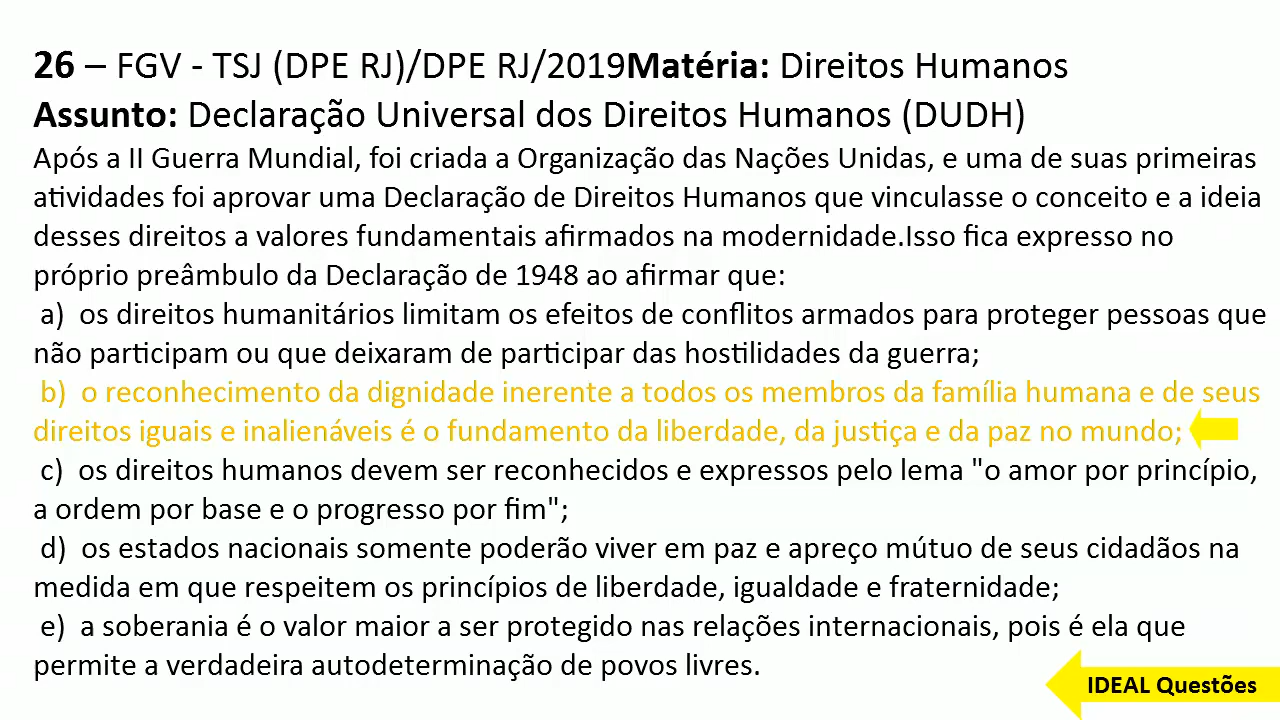 26 – FGV - TSJ (DPE RJ)/DPE RJ/2019Matéria: Direitos Humanos
Assunto: Declaração Universal dos Direitos Humanos (DUDH)
Após a II Guerra Mundial, foi criada a Organização das Nações Unidas, e uma de suas primeiras
atividades foi aprovar uma Declaração de Direitos Humanos que vinculasse o conceito e a ideia
desses direitos a valores fundamentais afirmados na modernidade.Isso fica expresso no
próprio preâmbulo da Declaração de 1948 ao afirmar que:
a) os direitos humanitários limitam os efeitos de conflitos armados para proteger pessoas que
não participam ou que deixaram de participar das hostilidades da guerra;
b) o reconhecimento da dignidade inerente a todos os membros da família humana e de seus
direitos iguais e inalienáveis é o fundamento da liberdade, da justiça e da paz no mundo;
c) os direitos humanos devem ser reconhecidos e expressos pelo lema "o amor por princípio,
a ordem por base e o progresso por fim";
d) os estados nacionais somente poderão viver em paz e apreço mútuo de seus cidadãos na
medida em que respeitem os princípios de liberdade, igualdade e fraternidade;
e) a soberania é o valor maior a ser protegido nas relações internacionais, pois é ela que
permite a verdadeira autodeterminação de povos livres.
IDEAL Questões